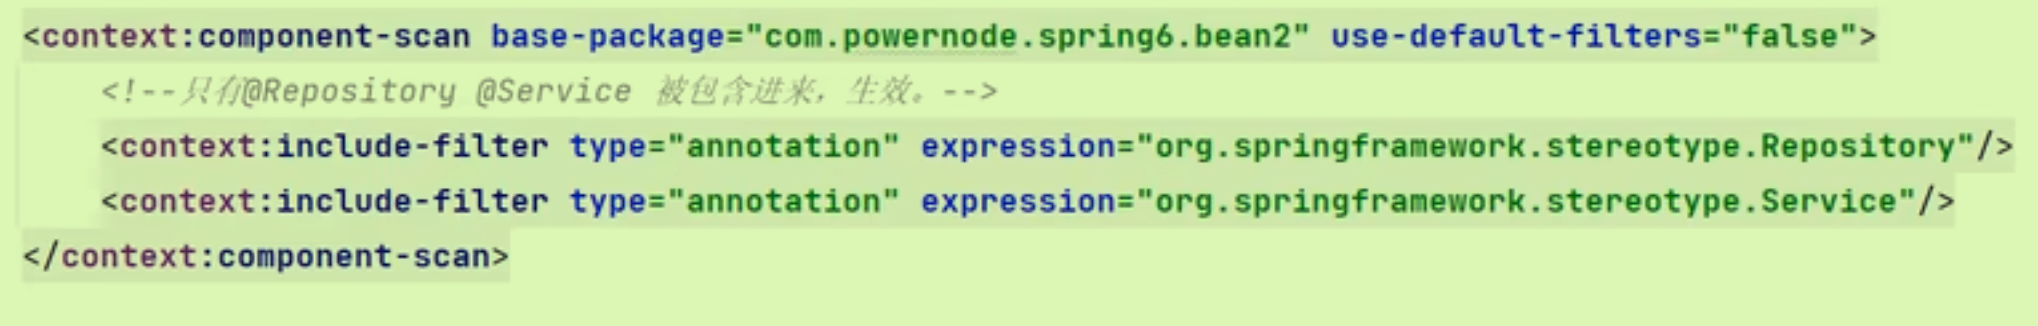 <context:component-scan base-package="com.powernode.spring6.bean2" use-default-filters="false">
<!--只有@Repository @Service 被包含进来，生效。-->
<context:include-filter type="annotation" expression="org.springframework.stereotype.Repository"/>
<context:include-filter type="annotation" expression="org.springframework.stereotype.Service"/>
</context:component-scan>